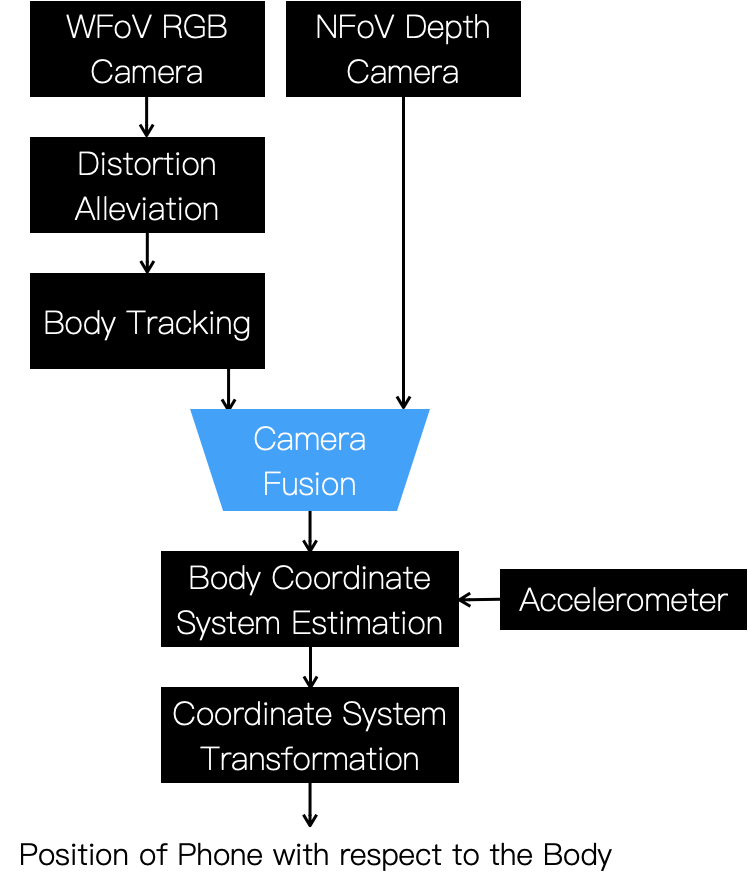 WFoV RGB
Camera
NFoV Depth
Camera
Distortion
Alleviation
Body Tracking
Camera
Fusion
Body Coordinate
System Estimation
Accelerometer
Coordinate System
Transformation
Position of Phone with respect to the Body